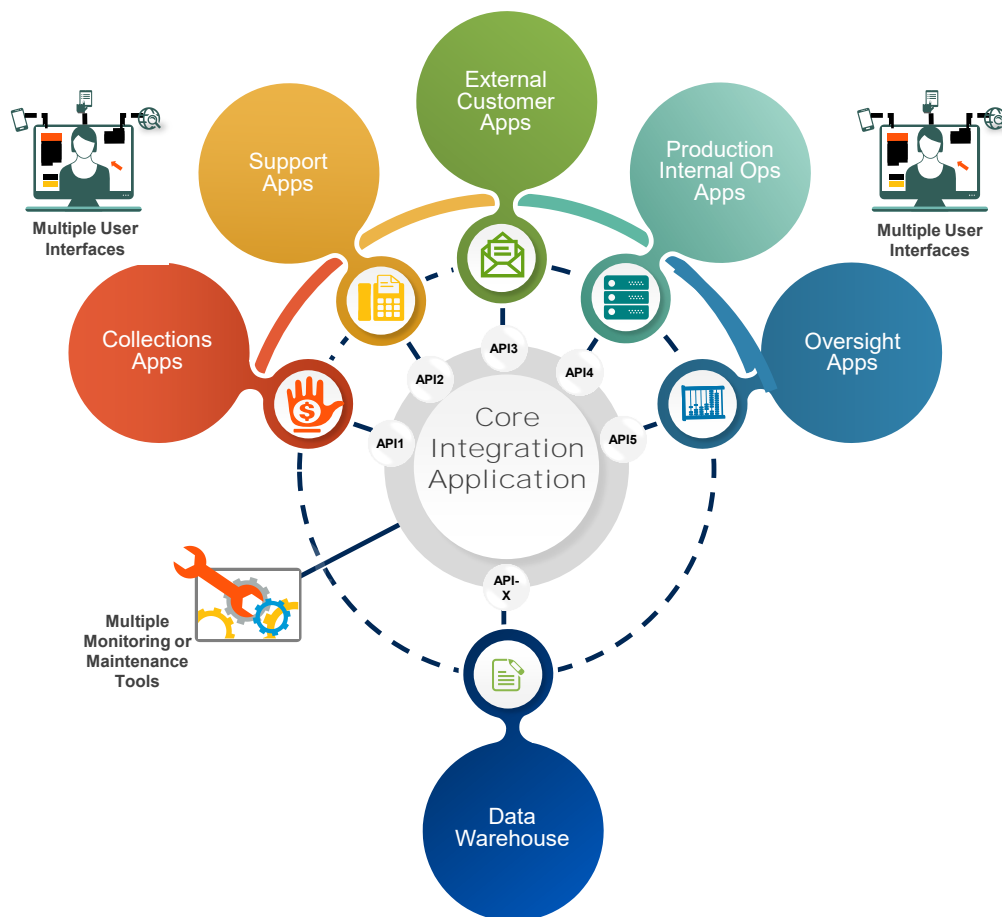 External
Customer
Apps
Support
Apps
Production
Internal Ops
Apps
Multiple User
Interfaces
Multiple User
Interfaces
Collections
Apps
Oversight
Apps
API3
API2
API4
API1
API5
Core
Integration
Application
$
API-
X
Multiple
Monitoring or
Maintenance
Tools
Data
Warehouse